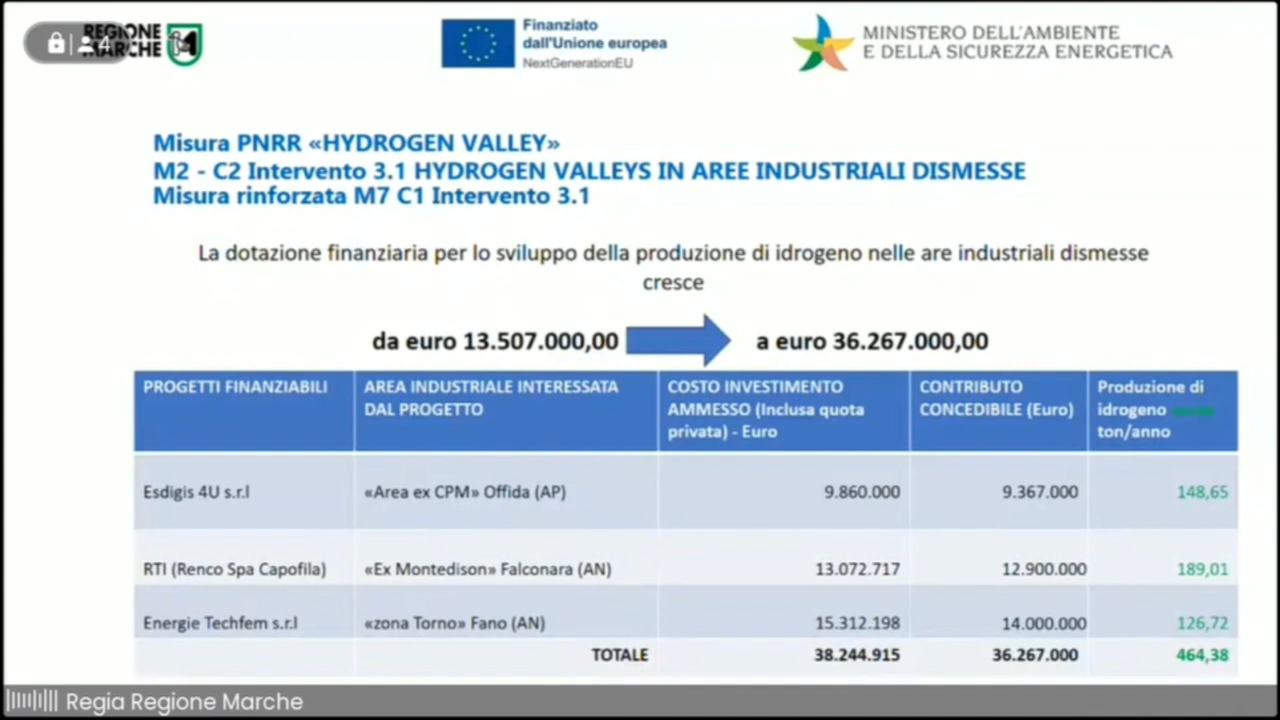 REGIONE
MARCHE
4
Finanziato
dall'Unione europea
NextGenerationEU
MINISTERO DELL'AMBIENTE
E DELLA SICUREZZA ENERGETICA
Misura PNRR «HYDROGEN VALLEY»
M2 - C2 Intervento 3.1 HYDROGEN VALLEYS IN AREE INDUSTRIALI DISMESSE
Misura rinforzata M7 C1 Intervento 3.1
La dotazione finanziaria per lo sviluppo della produzione di idrogeno nelle are industriali dismesse
cresce
da euro 13.507.000,00 a euro 36.267.000,00
PROGETTI FINANZIABILI
AREA INDUSTRIALE INTERESSATA
DAL PROGETTO
COSTO INVESTIMENTO
AMMESSO (Inclusa quota
privata) - Euro
CONTRIBUTO
CONCEDIBILE (Euro)
Produzione di
idrogeno
ton/anno
Esdigis 4U s.r.l «Area ex CPM» Offida (AP) 9.860.000 9.367.000 148,65
RTI (Renco Spa Capofila) «Ex Montedison» Falconara (AN) 13.072.717 12.900.000 189,01
Energie Techfem s.r.l «zona Torno» Fano (AN) 15.312.198 14.000.000 126,72
TOTALE 38.244.915 36.267.000 464,38
Regia Regione Marche